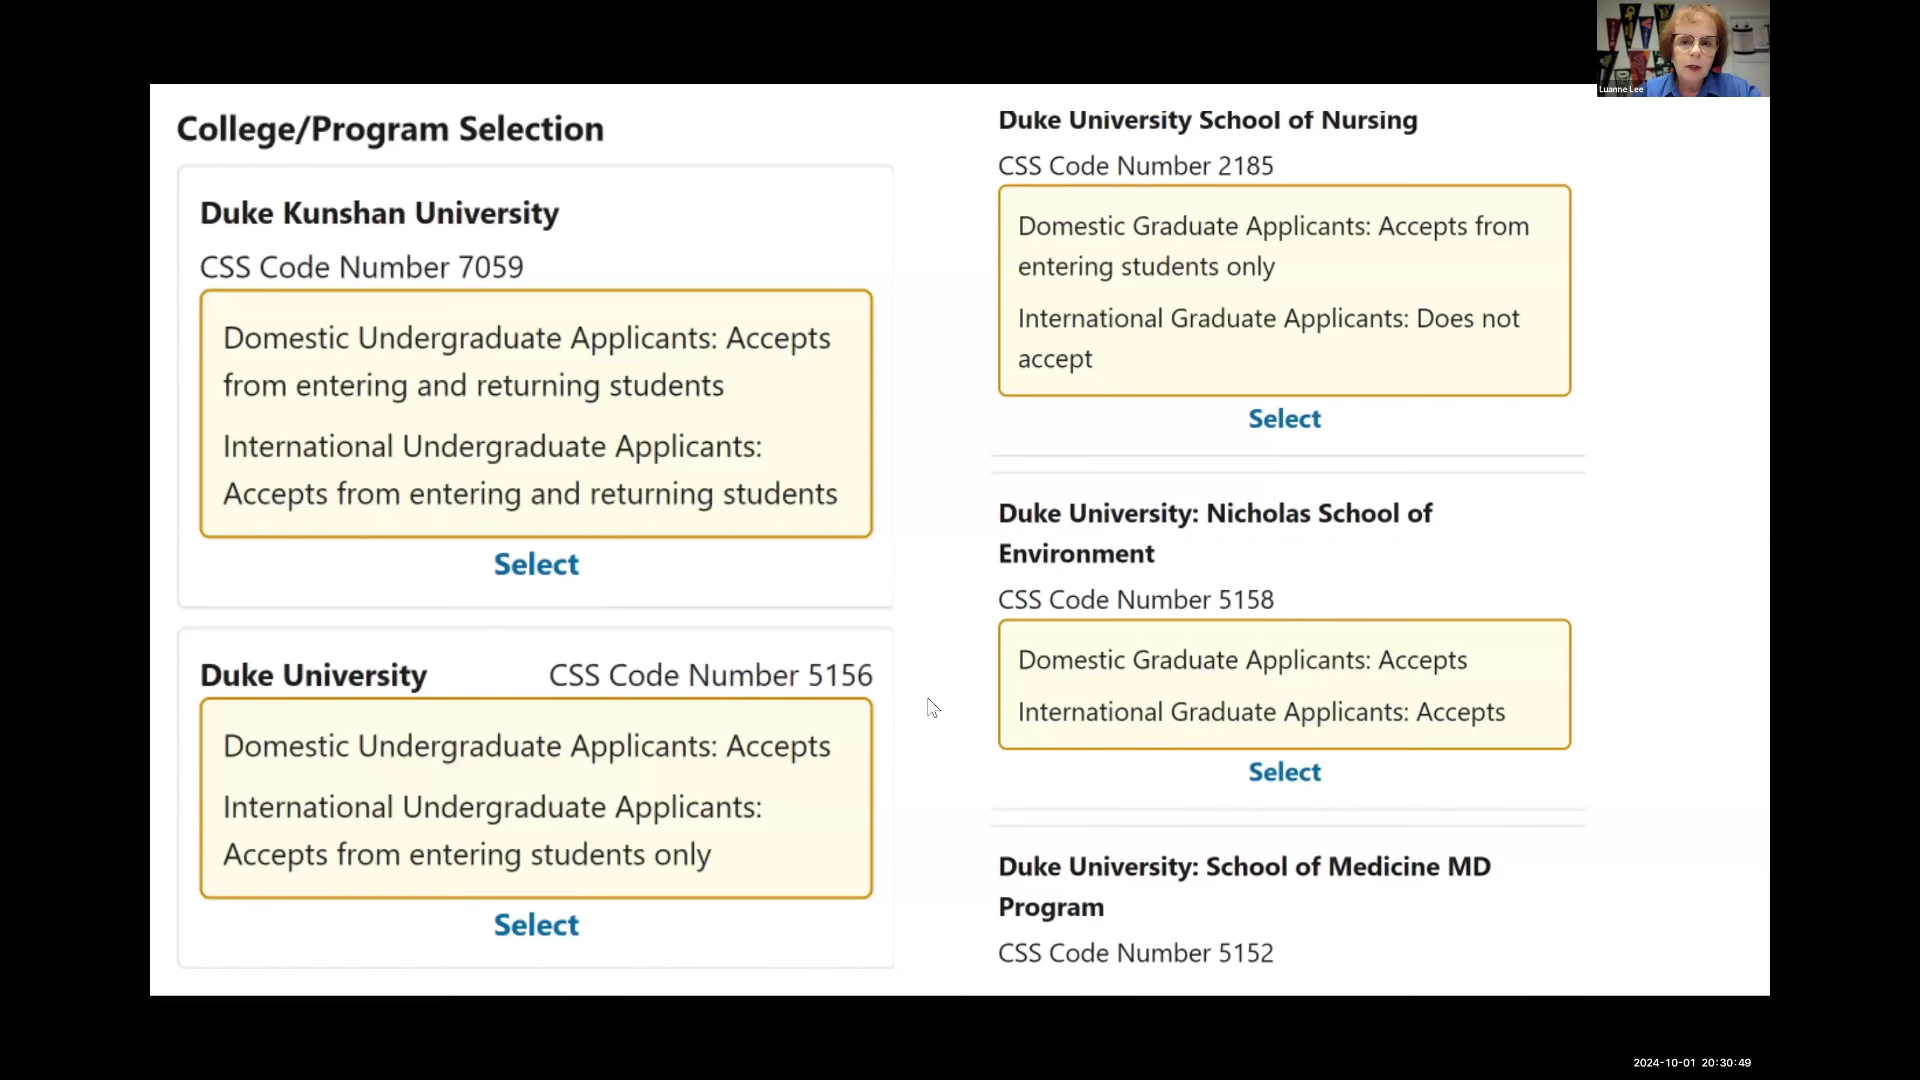 College/Program Selection
Duke Kunshan University
CSS Code Number 7059
Domestic Undergraduate Applicants: Accepts
from entering and returning students
International Undergraduate Applicants:
Accepts from entering and returning students
Select
Duke University CSS Code Number 5156
Domestic Undergraduate Applicants: Accepts
International Undergraduate Applicants:
Accepts from entering students only
Select
Duke University School of Nursing
CSS Code Number 2185
Domestic Graduate Applicants: Accepts from
entering students only
International Graduate Applicants: Does not
accept
Select
Duke University: Nicholas School of
Environment
CSS Code Number 5158
Domestic Graduate Applicants: Accepts
International Graduate Applicants: Accepts
Select
Duke University: School of Medicine MD
Program
CSS Code Number 5152
Luanne Lee
2024-10-01 20:30:49